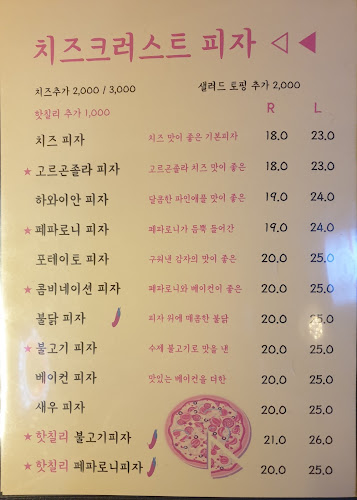 치즈크러스트 피자 ◁ ◀
치즈추가 2,000 / 3,000 샐러드 토핑 추가 2,000
핫칠리 추가 1,000 R L
치즈 피자 치즈 맛이 좋은 기본피자 18.0 23.0
★ 고르곤졸라 피자 고르곤졸라 치즈 맛이 좋은 18.0 23.0
하와이안 피자 달콤한 파인애플 맛이 좋은 19.0 24.0
★ 페파로니 피자 페파로니가 듬뿍 들어간 19.0 24.0
포테이토 피자 구워낸 감자의 맛이 좋은 20.0 25.0
★ 콤비네이션 피자 페파로니와 베이컨이 좋은 20.0 25.0
불닭 피자 피자 위에 매콤한 불닭 20.0 25.0
★ 불고기 피자 수제 불고기로 맛을 낸 20.0 25.0
베이컨 피자 맛있는 베이컨을 더한 20.0 25.0
새우 피자 20.0 25.0
★ 핫칠리 불고기피자 21.0 26.0
★ 핫칠리 페파로니피자 20.0 25.0